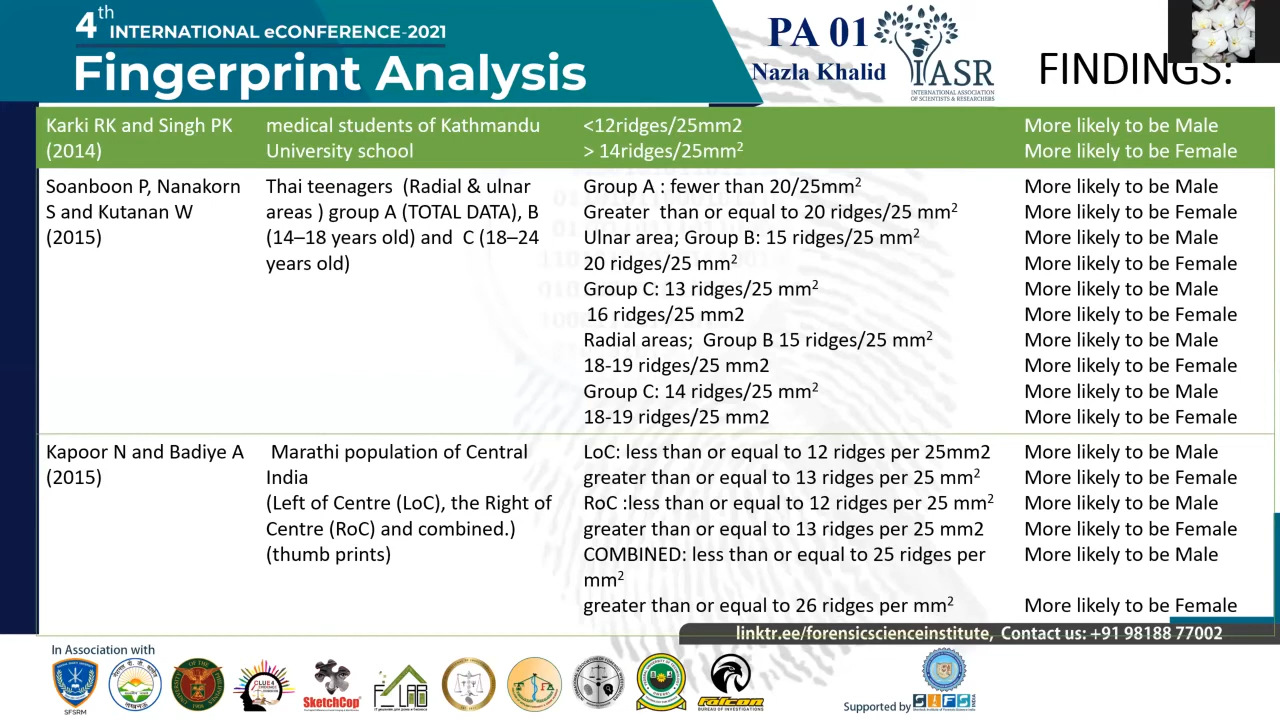 4th INTERNATIONAL eCONFERENCE-2021
Fingerprint Analysis
PA 01
Nazla Khalid
IASR
INTERNATIONAL ASSOCIATION
OF SCIENTISTS & RESEARCHERS
FINDINGS:
Karki RK and Singh PK
(2014)
medical students of Kathmandu
University school
<12ridges/25mm2
> 14ridges/25mm²
More likely to be Male
More likely to be Female
Soanboon P, Nanakorn
S and Kutanan W
(2015)
Thai teenagers (Radial & ulnar
areas ) group A (TOTAL DATA), B
(14–18 years old) and C (18–24
years old)
Group A : fewer than 20/25mm²
Greater than or equal to 20 ridges/25 mm²
Ulnar area; Group B: 15 ridges/25 mm²
20 ridges/25 mm²
Group C: 13 ridges/25 mm²
16 ridges/25 mm2
Radial areas; Group B 15 ridges/25 mm²
18-19 ridges/25 mm2
Group C: 14 ridges/25 mm²
18-19 ridges/25 mm2
More likely to be Male
More likely to be Female
More likely to be Male
More likely to be Female
More likely to be Male
More likely to be Female
More likely to be Male
More likely to be Female
More likely to be Male
More likely to be Female
Kapoor N and Badiye A
(2015)
Marathi population of Central
India
(Left of Centre (LoC), the Right of
Centre (RoC) and combined.)
(thumb prints)
LoC: less than or equal to 12 ridges per 25mm2
greater than or equal to 13 ridges per 25 mm²
RoC :less than or equal to 12 ridges per 25 mm²
greater than or equal to 13 ridges per 25 mm2
COMBINED: less than or equal to 25 ridges per
mm²
greater than or equal to 26 ridges per mm²
More likely to be Male
More likely to be Female
More likely to be Male
More likely to be Female
More likely to be Male
More likely to be Female
linktr.ee/forensicscienceinstitute, Contact us: +91 98188 77002
In Association with
SFSRM
CLUE4
SketchCop
LAB
falcon
BUREAU OF INVESTIGATIONS
Supported by
SIFS
INDIA